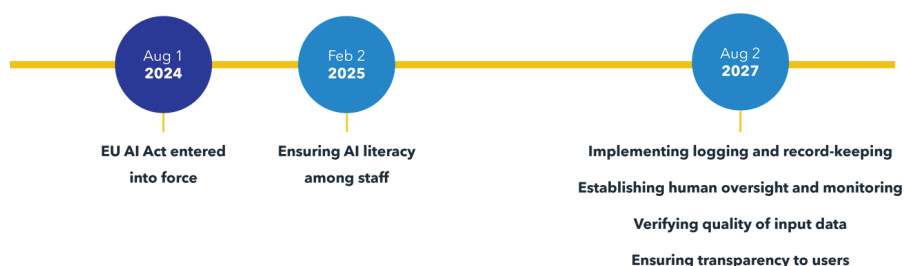 Aug 1
2024
Feb 2
2025
Aug 2
2027
EU AI Act entered
into force
Ensuring AI literacy
among staff
Implementing logging and record-keeping
Establishing human oversight and monitoring
Verifying quality of input data
Ensuring transparency to users